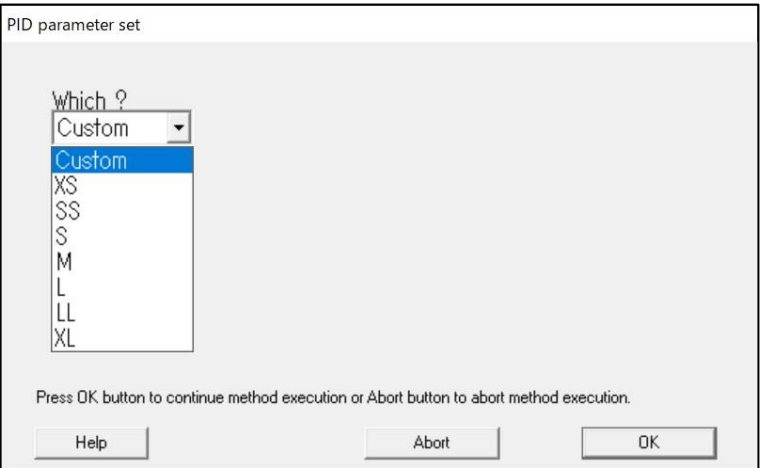 PID parameter set
Which ?
Custom
Custom
XS
SS
S
M
L
LL
XL
Press OK button to continue method execution or Abort button to abort method execution.
Help Abort OK